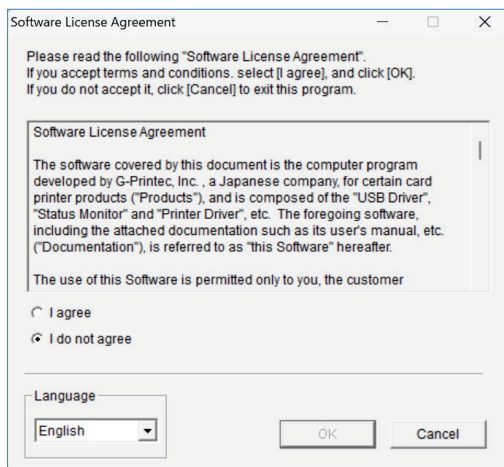 Software License Agreement
Please read the following "Software License Agreement".
If you accept terms and conditions. select [I agree], and click [OK].
If you do not accept it, click [Cancel] to exit this program.
Software License Agreement
The software covered by this document is the computer program
developed by G-Printec, Inc. , a Japanese company, for certain card
printer products ("Products"), and is composed of the "USB Driver",
"Status Monitor" and "Printer Driver", etc.  The foregoing software,
including the attached documentation such as its user's manual, etc.
("Documentation"), is referred to as "this Software" hereafter.
The use of this Software is permitted only to you, the customer
I agree
I do not agree
Language
English
OK
Cancel